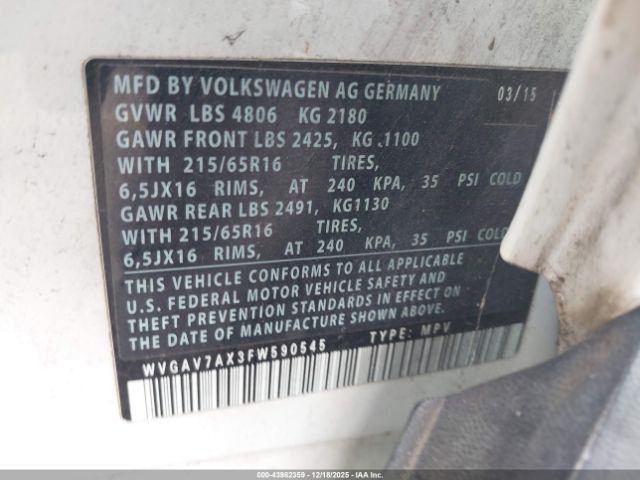 MFD BY VOLKSWAGEN AG GERMANY 03/15
GVWR LBS 4806 KG 2180
GAWR FRONT LBS 2425, KG .1100
WITH 215/65R16 TIRES,
6,5JX16 RIMS, AT 240 KPA, 35 PSI COLD
GAWR REAR LBS 2491, KG1130
WITH 215/65R16 TIRES,
6,5JX16 RIMS, AT 240 KPA, 35 PSI COLD
THIS VEHICLE CONFORMS TO ALL APPLICABLE
U.S. FEDERAL MOTOR VEHICLE SAFETY AND
THEFT PREVENTION STANDARDS IN EFFECT ON
THE DATE OF MANUFACTURE SHOWN ABOVE.
WVGAV7AX3FW590545 TYPE: MPV
000-43982359 - 12/18/2025 - IAAI.COM